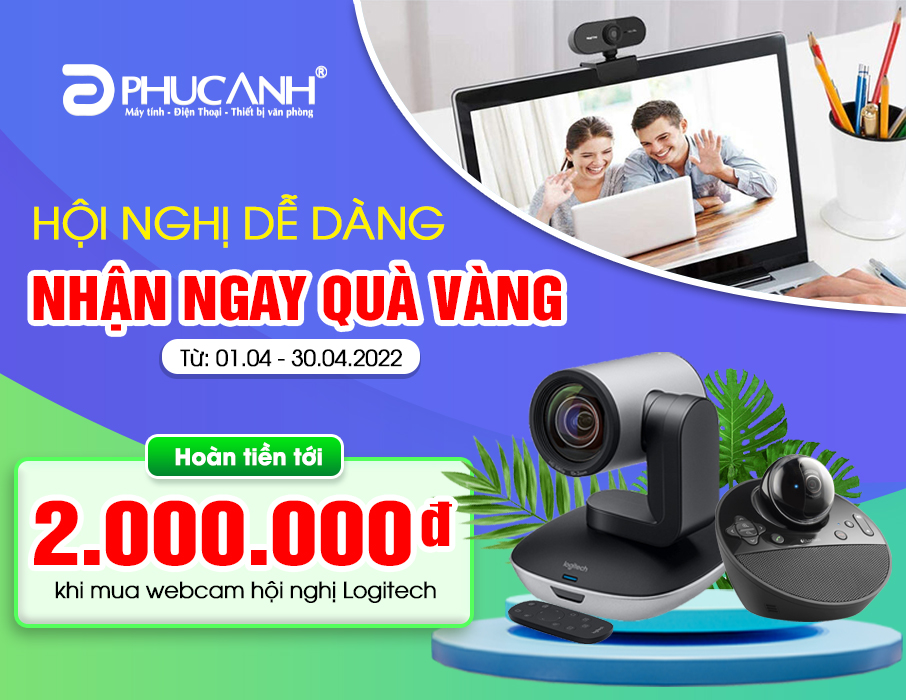 PHUCANH®
Máy tính - Điện Thoại - Thiết bị văn phòng
HỘI NGHỊ DỄ DÀNG
NHẬN NGAY QUÀ VÀNG
Từ: 01.04 - 30.04.2022
Hoàn tiền tới
2.000.000đ
khi mua webcam hội nghị Logitech
logitech